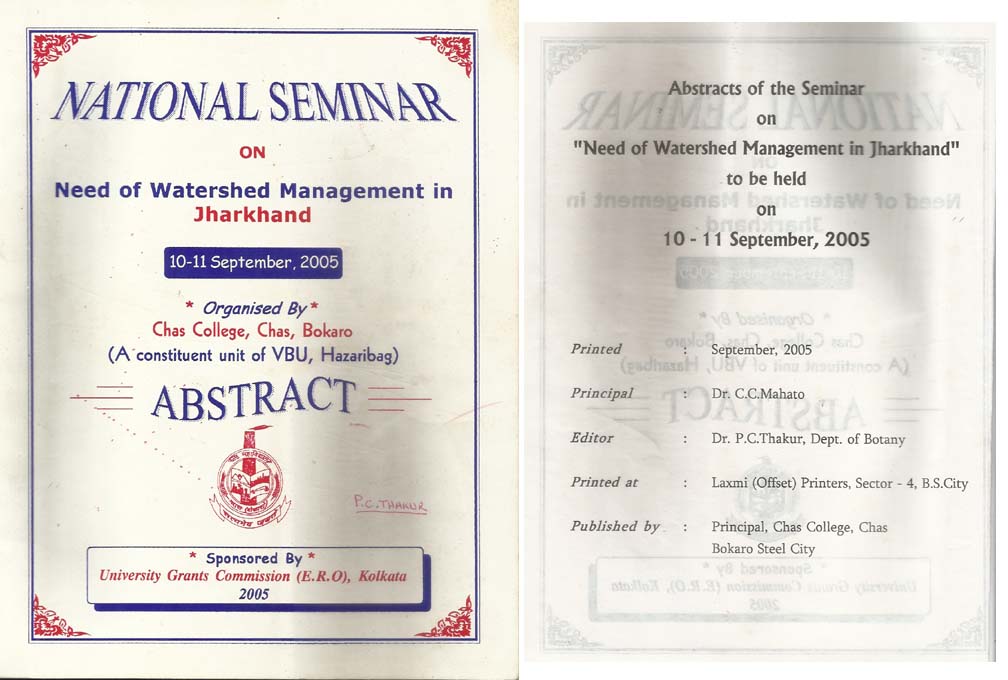 NATIONAL SEMINAR
ON
Need of Watershed Management in
Jharkhand
10-11 September, 2005
* Organised By *
Chas College, Chas, Bokaro
(A constituent unit of VBU, Hazaribag)
ABSTRACT
P.C. THAKUR
* Sponsored By *
University Grants Commission (E.R.O), Kolkata
2005
Abstracts of the Seminar
on
"Need of Watershed Management in Jharkhand"
to be held
on
10 - 11 September, 2005
Printed : September, 2005
Principal : Dr. C.C.Mahato
Editor : Dr. P.C.Thakur, Dept. of Botany
Printed at : Laxmi (Offset) Printers, Sector - 4, B.S.City
Published by : Principal, Chas College, Chas
Bokaro Steel City